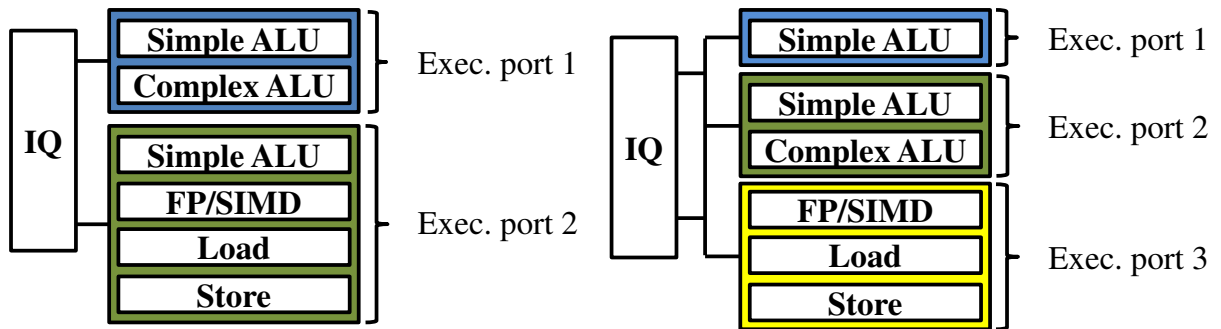 IQ
Simple ALU
Complex ALU
Exec. port 1
Simple ALU
FP/SIMD
Load
Store
Exec. port 2
IQ
Simple ALU
Exec. port 1
Simple ALU
Complex ALU
Exec. port 2
FP/SIMD
Load
Store
Exec. port 3